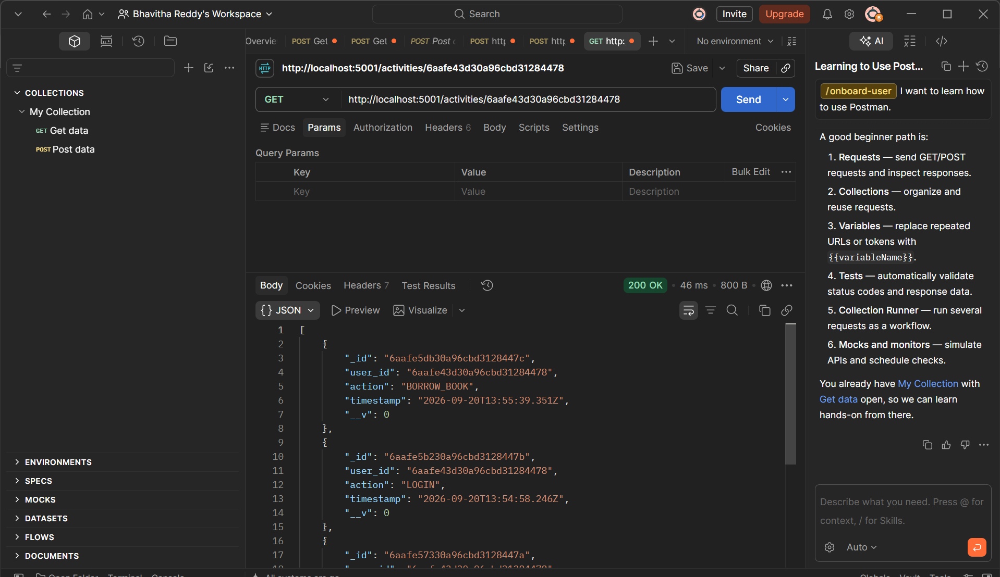 Bhavitha Reddy's Workspace
Search
Invite
Upgrade
Overvie
POST Get
POST Get
POST Post
POST http
POST http
GET http:
No environment
AI
http://localhost:5001/activities/6aafe43d30a96cbd31284478
Save
Share
GET
http://localhost:5001/activities/6aafe43d30a96cbd31284478
Send
Docs
Params
Authorization
Headers 6
Body
Scripts
Settings
Cookies
Query Params
Key Value Description Bulk Edit
Key Value Description
COLLECTIONS
My Collection
GET Get data
POST Post data
ENVIRONMENTS
SPECS
MOCKS
DATASETS
FLOWS
DOCUMENTS
Body
Cookies
Headers 7
Test Results
200 OK
46 ms
800 B
{} JSON
Preview
Visualize
1 [
2 {
3 "_id": "6aafe5db30a96cbd3128447c",
4 "user_id": "6aafe43d30a96cbd31284478",
5 "action": "BORROW_BOOK",
6 "timestamp": "2026-09-20T13:55:39.351Z",
7 "__v": 0
8 },
9 {
10 "_id": "6aafe5b230a96cbd3128447b",
11 "user_id": "6aafe43d30a96cbd31284478",
12 "action": "LOGIN",
13 "timestamp": "2026-09-20T13:54:58.246Z",
14 "__v": 0
15 },
16 {
17 "_id": "6aafe57330a96cbd3128447a",
Learning to Use Post...
/onboard-user I want to learn how
to use Postman.
A good beginner path is:
1. Requests — send GET/POST
requests and inspect responses.
2. Collections — organize and
reuse requests.
3. Variables — replace repeated
URLs or tokens with
{{variableName}}.
4. Tests — automatically validate
status codes and response data.
5. Collection Runner — run several
requests as a workflow.
6. Mocks and monitors — simulate
APIs and schedule checks.
You already have My Collection with
Get data open, so we can learn
hands-on from there.
Describe what you need. Press @ for
context, / for Skills.
Auto